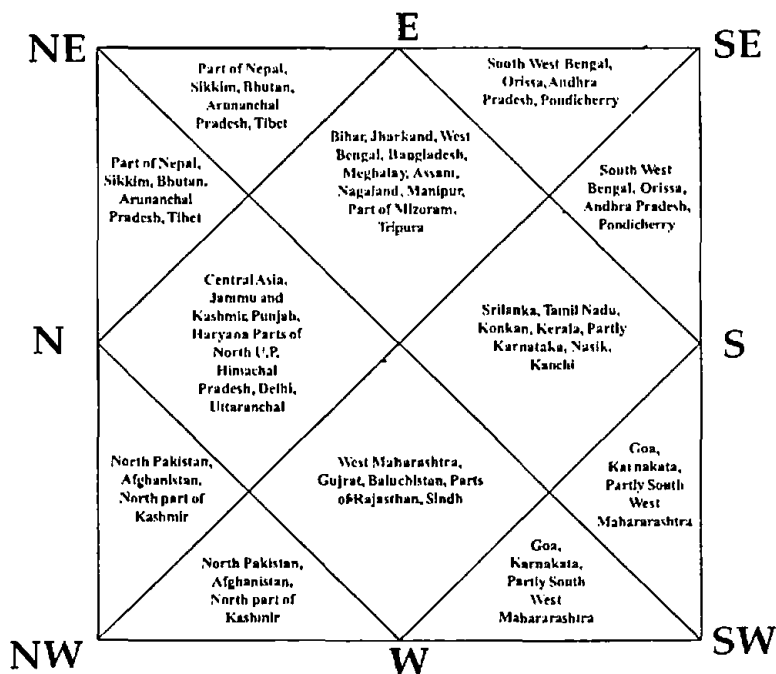 NE
E
SE
Part of Nepal,
Sikkim, Bhutan,
Arunanchal
Pradesh, Tibet
South West Bengal,
Orissa, Andhra
Pradesh, Pondicherry
Bihar, Jharkand, West
Bengal, Bangladesh,
Meghalay, Assam,
Nagaland, Manipur,
Part of Mizoram,
Tripura
Part of Nepal,
Sikkim, Bhutan,
Arunanchal
Pradesh, Tibet
South West
Bengal, Orissa,
Andhra Pradesh,
Pondicherry
N
Central Asia,
Jammu and
Kashmir, Punjab,
Haryana Parts of
North U.P.
Himachal
Pradesh, Delhi,
Uttaranchal
Srilanka, Tamil Nadu,
Konkan, Kerala, Partly
Karnataka, Nasik,
Kanchi
S
North Pakistan,
Afghanistan,
North part of
Kashmir
West Maharashtra,
Gujrat, Baluchistan, Parts
of Rajasthan, Sindh
Goa,
Karnakata,
Partly South
West
Mahararashtra
North Pakistan,
Afghanistan,
North part of
Kashmir
Goa,
Karnakata,
Partly South
West
Mahararashtra
NW
W
SW